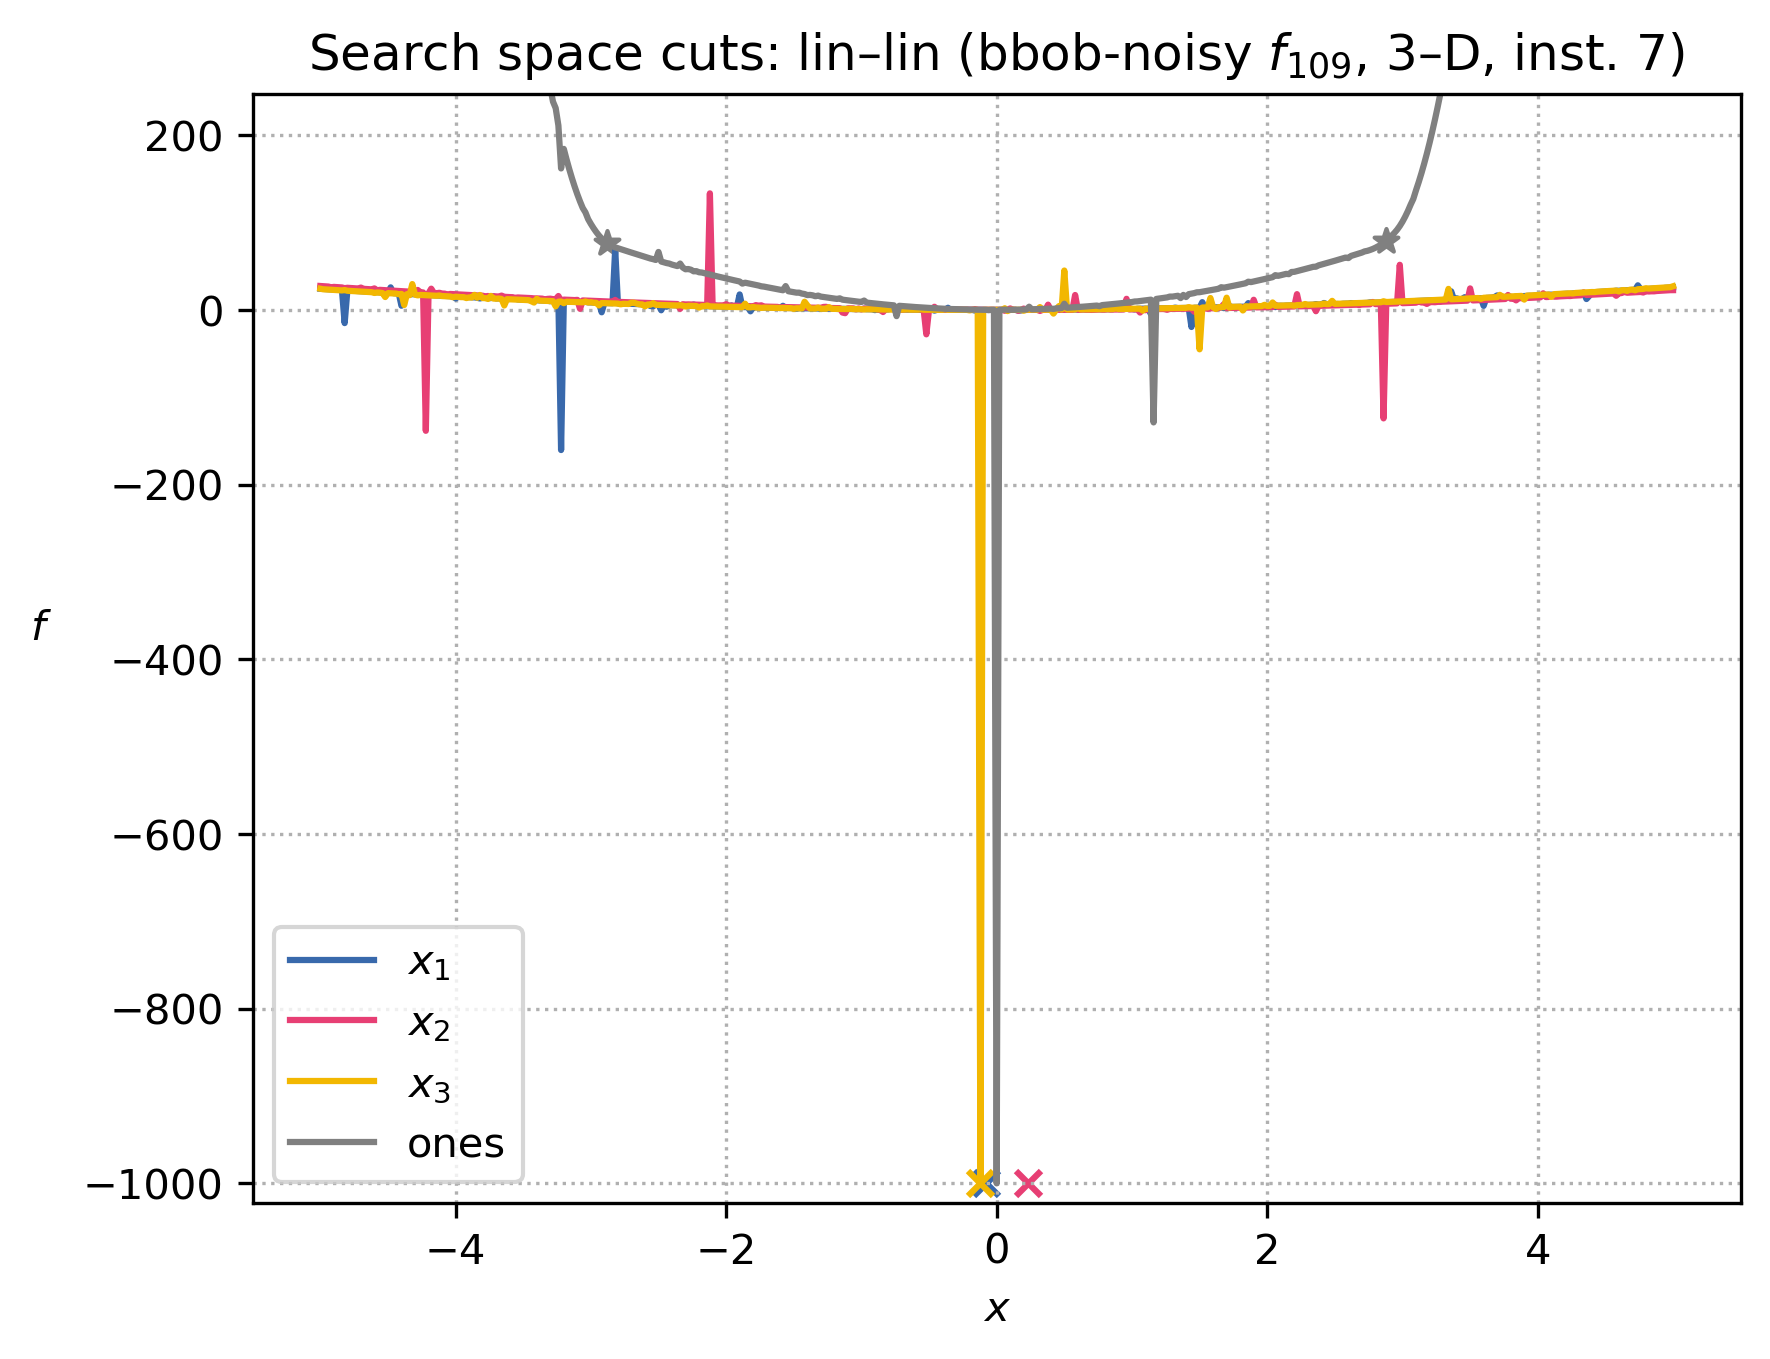 Search space cuts: lin–lin (bbob-noisy f₁₀₉, 3–D, inst. 7)
200
0
−200
−400
−600
−800
−1000
f
x₁
x₂
x₃
ones
−4 −2 0 2 4
x